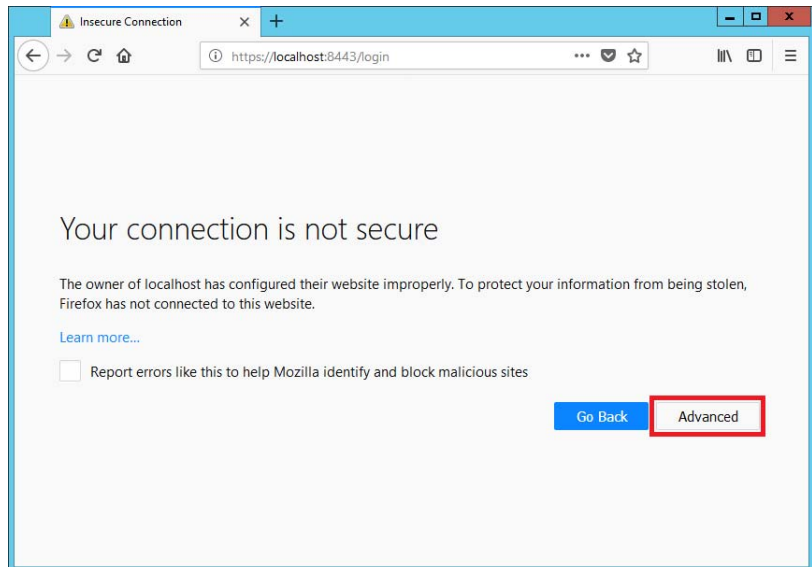 Insecure Connection
https://localhost:8443/login
Your connection is not secure
The owner of localhost has configured their website improperly. To protect your information from being stolen,
Firefox has not connected to this website.
Learn more...
Report errors like this to help Mozilla identify and block malicious sites
Go Back Advanced